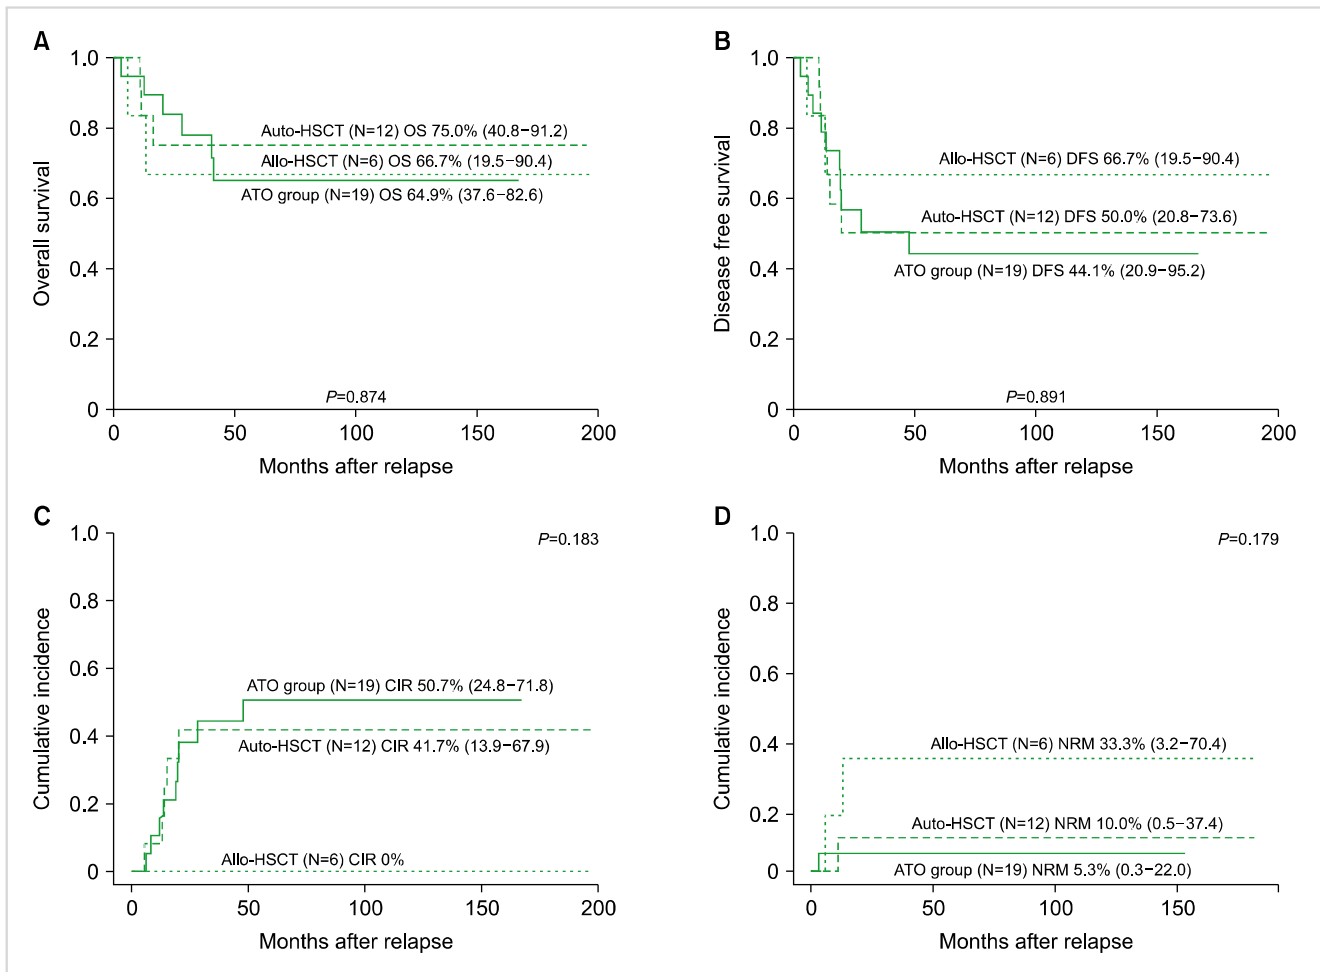 A
1.0
0.8
0.6
0.4
0.2
0
Overall survival
Auto-HSCT (N=12) OS 75.0% (40.8−91.2)
Allo-HSCT (N=6) OS 66.7% (19.5−90.4)
ATO group (N=19) OS 64.9% (37.6−82.6)
P=0.874
0 50 100 150 200
Months after relapse
B
1.0
0.8
0.6
0.4
0.2
0
Disease free survival
Allo-HSCT (N=6) DFS 66.7% (19.5−90.4)
Auto-HSCT (N=12) DFS 50.0% (20.8−73.6)
ATO group (N=19) DFS 44.1% (20.9−95.2)
P=0.891
0 50 100 150 200
Months after relapse
C
1.0
0.8
0.6
0.4
0.2
0
Cumulative incidence
P=0.183
ATO group (N=19) CIR 50.7% (24.8−71.8)
Auto-HSCT (N=12) CIR 41.7% (13.9−67.9)
Allo-HSCT (N=6) CIR 0%
0 50 100 150 200
Months after relapse
D
1.0
0.8
0.6
0.4
0.2
0
Cumulative incidence
P=0.179
Allo-HSCT (N=6) NRM 33.3% (3.2−70.4)
Auto-HSCT (N=12) NRM 10.0% (0.5−37.4)
ATO group (N=19) NRM 5.3% (0.3−22.0)
0 50 100 150
Months after relapse